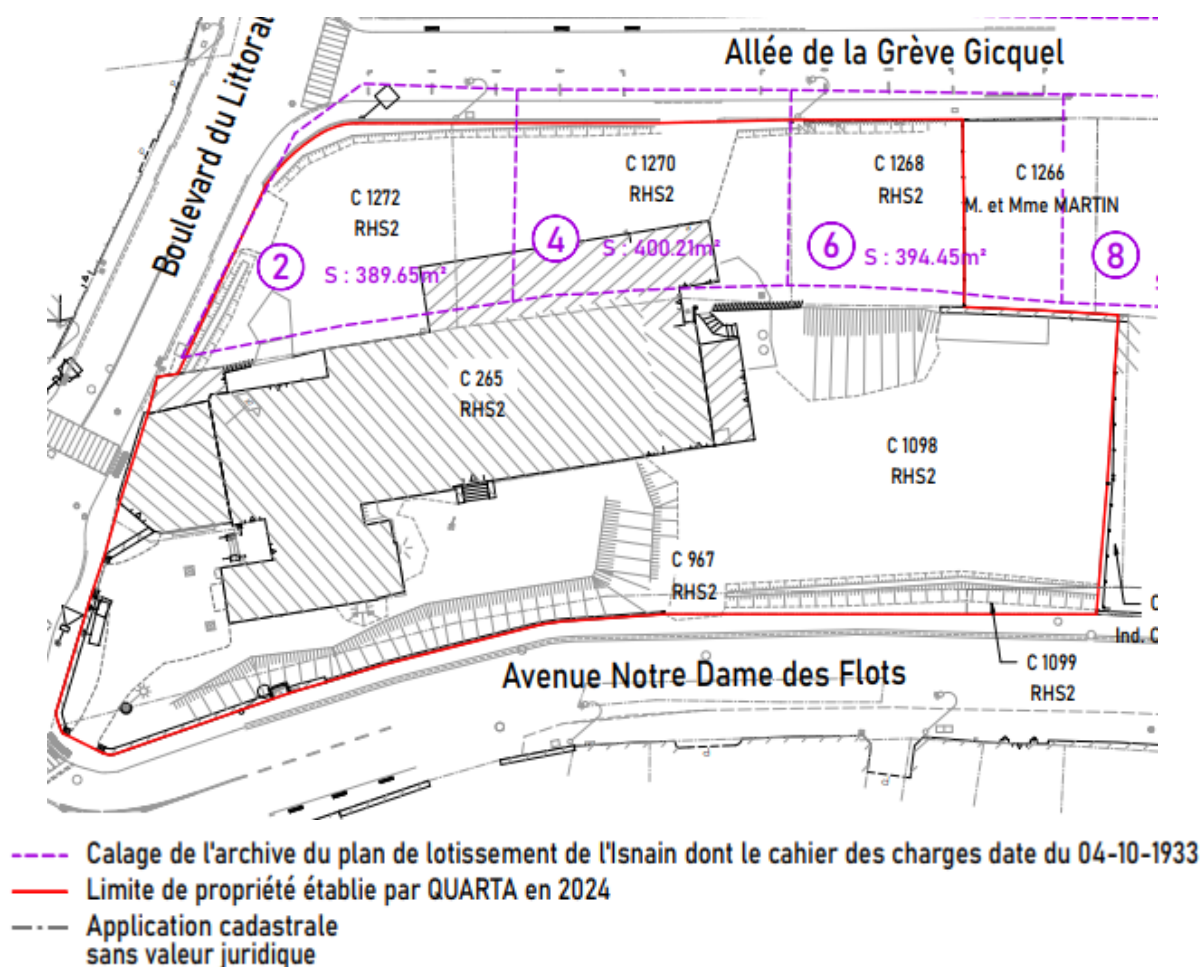 Boulevard du Littoral
Allée de la Grève Gicquel
C 1272
RHS2
C 1270
RHS2
C 1268
RHS2
C 1266
M. et Mme MARTIN
2
S : 389.65m²
4
S : 400.21m²
6
S : 394.45m²
8
S
C 265
RHS2
C 1098
RHS2
C 967
RHS2
C
Ind. C
C 1099
RHS2
Avenue Notre Dame des Flots
Calage de l'archive du plan de lotissement de l'Isnain dont le cahier des charges date du 04-10-1933
Limite de propriété établie par QUARTA en 2024
Application cadastrale
sans valeur juridique